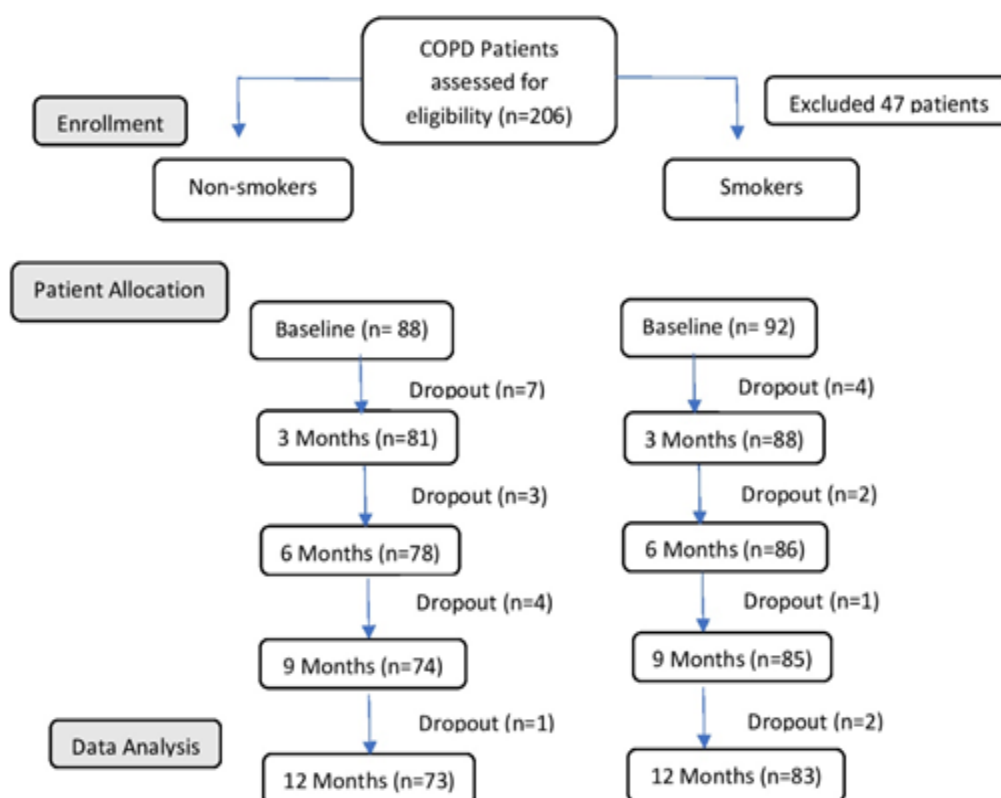 COPD Patients
assessed for
eligibility (n=206)
Enrollment
Excluded 47 patients
Non-smokers
Smokers
Patient Allocation
Baseline (n= 88)
Baseline (n= 92)
Dropout (n=7)
Dropout (n=4)
3 Months (n=81)
3 Months (n=88)
Dropout (n=3)
Dropout (n=2)
6 Months (n=78)
6 Months (n=86)
Dropout (n=4)
Dropout (n=1)
9 Months (n=74)
9 Months (n=85)
Dropout (n=1)
Dropout (n=2)
Data Analysis
12 Months (n=73)
12 Months (n=83)